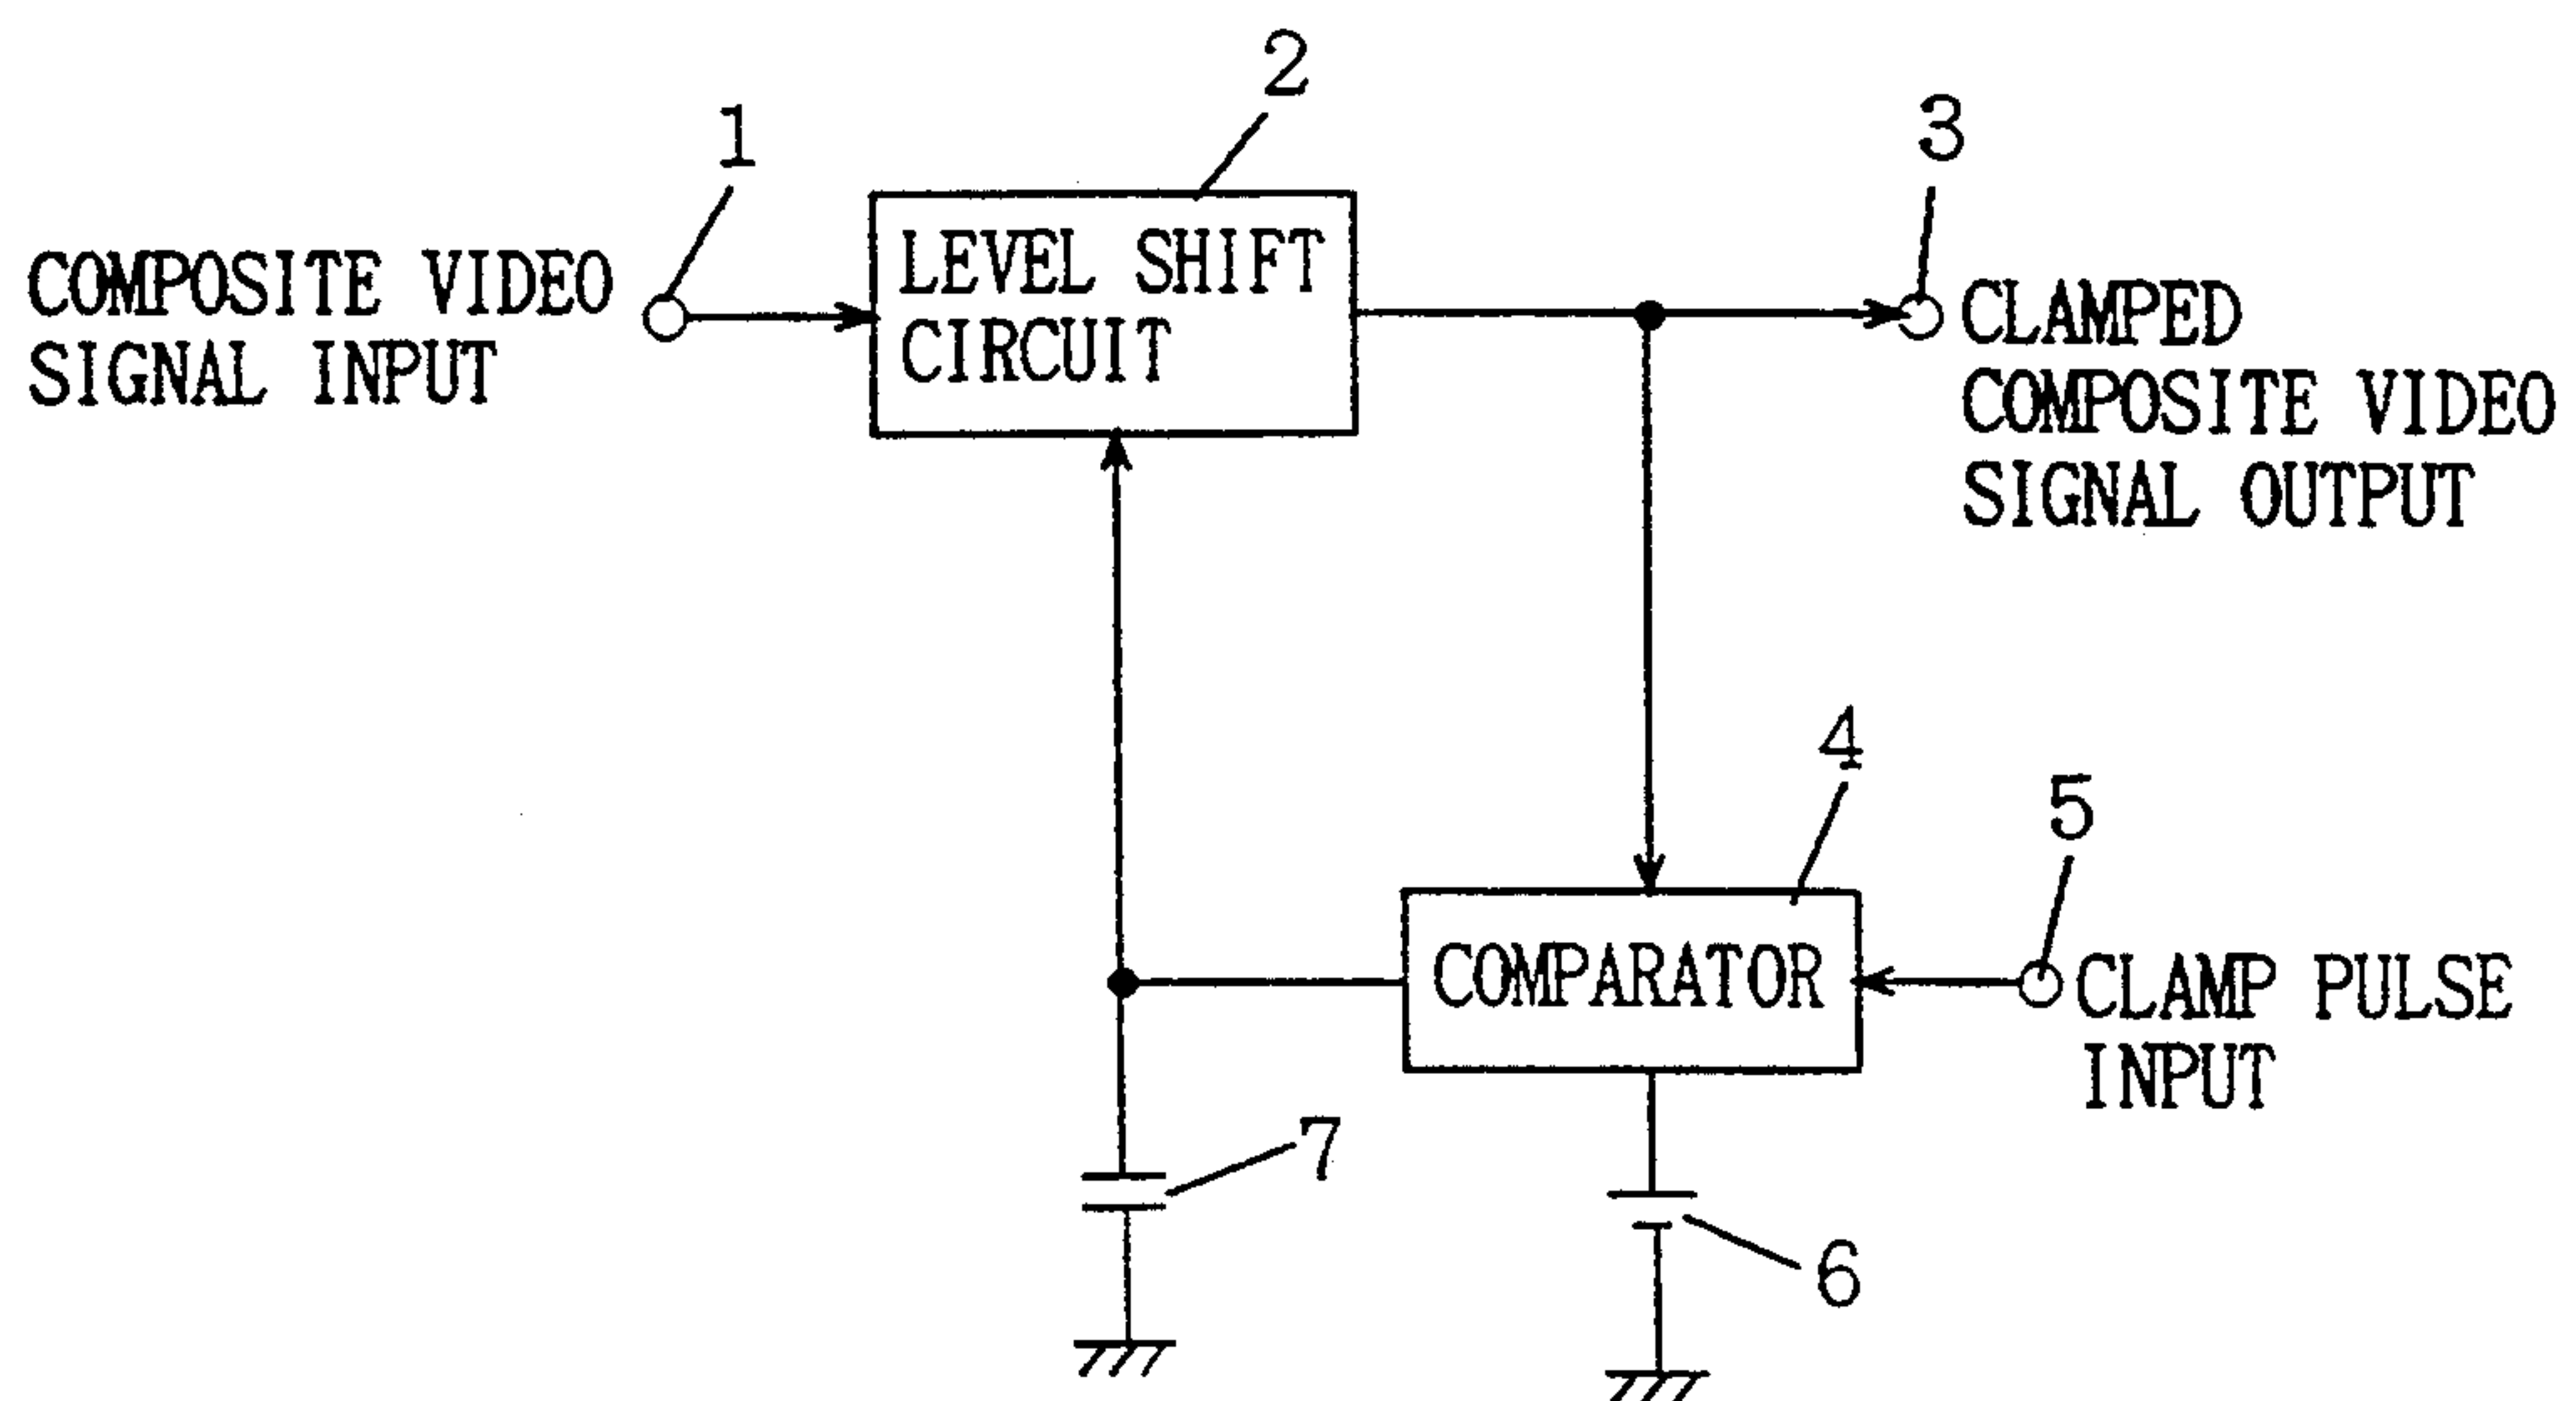 2
1
3
LEVEL SHIFT
CIRCUIT
COMPOSITE VIDEO
SIGNAL INPUT
CLAMPED
COMPOSITE VIDEO
SIGNAL OUTPUT
4
5
COMPARATOR
CLAMP PULSE
INPUT
7
6